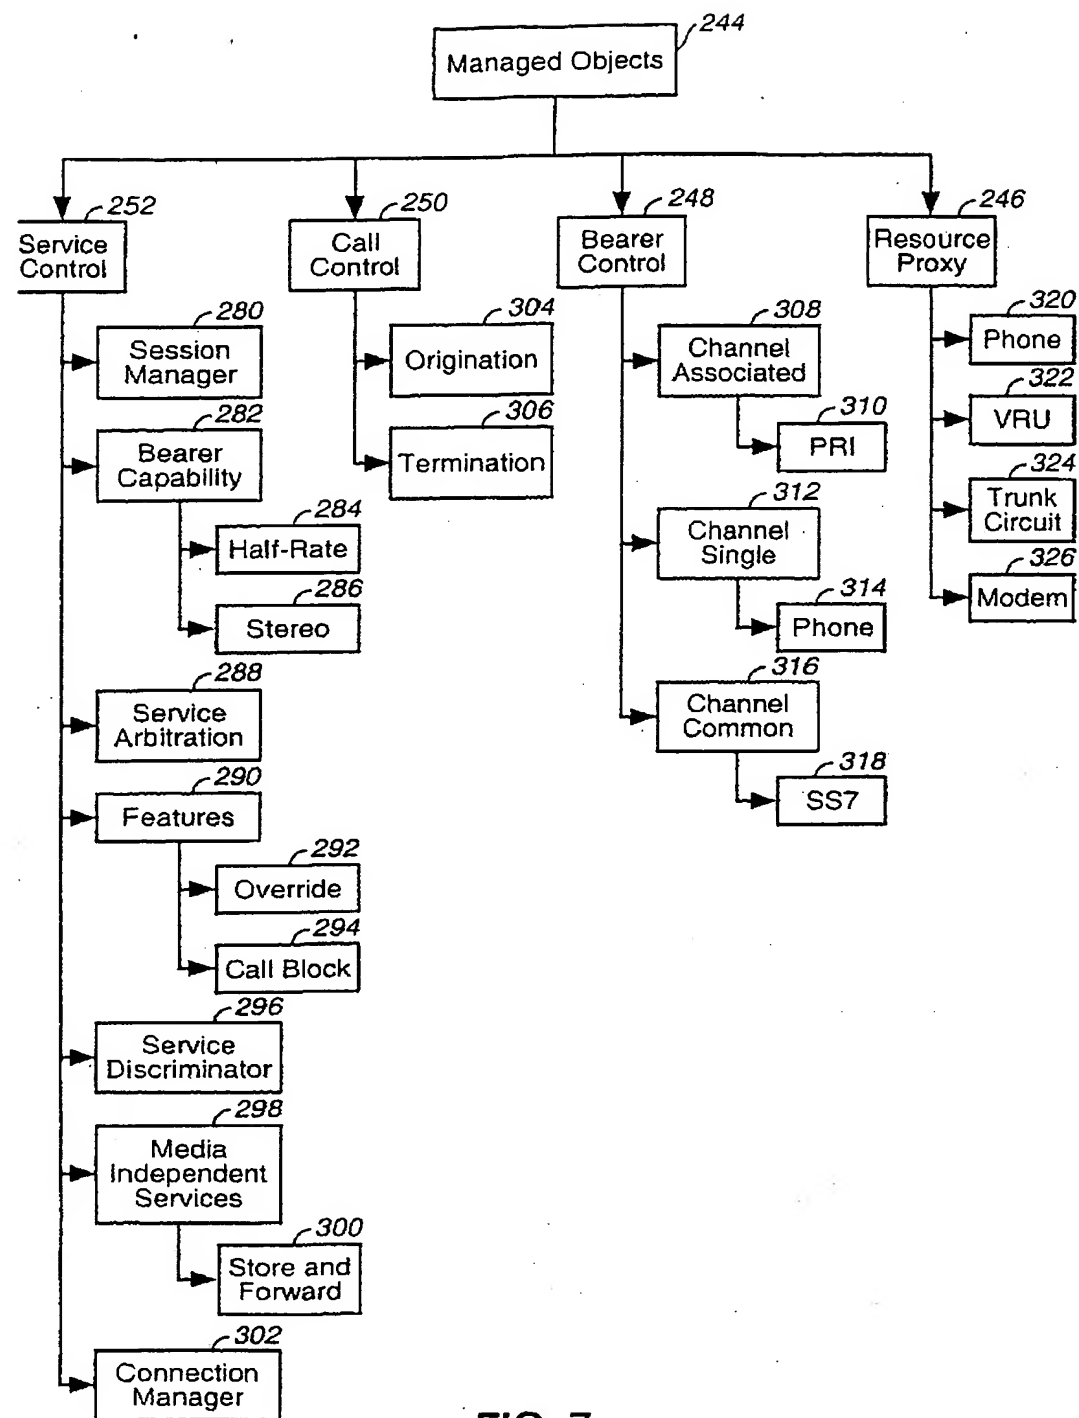 244
Managed Objects
252
Service
Control
250
Call
Control
248
Bearer
Control
246
Resource
Proxy
280
Session
Manager
282
Bearer
Capability
284
Half-Rate
286
Stereo
288
Service
Arbitration
290
Features
292
Override
294
Call Block
296
Service
Discriminator
298
Media
Independent
Services
300
Store and
Forward
302
Connection
Manager
304
Origination
306
Termination
308
Channel
Associated
310
PRI
312
Channel
Single
314
Phone
316
Channel
Common
318
SS7
320
Phone
322
VRU
324
Trunk
Circuit
326
Modem
FIG. 7